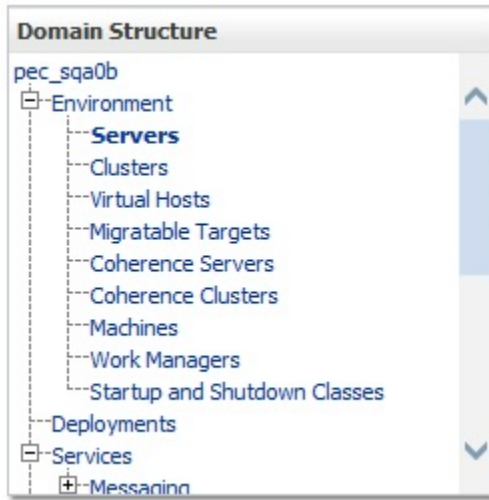 Domain Structure
pec_sqa0b
Environment
Servers
Clusters
Virtual Hosts
Migratable Targets
Coherence Servers
Coherence Clusters
Machines
Work Managers
Startup and Shutdown Classes
Deployments
Services
Messaging